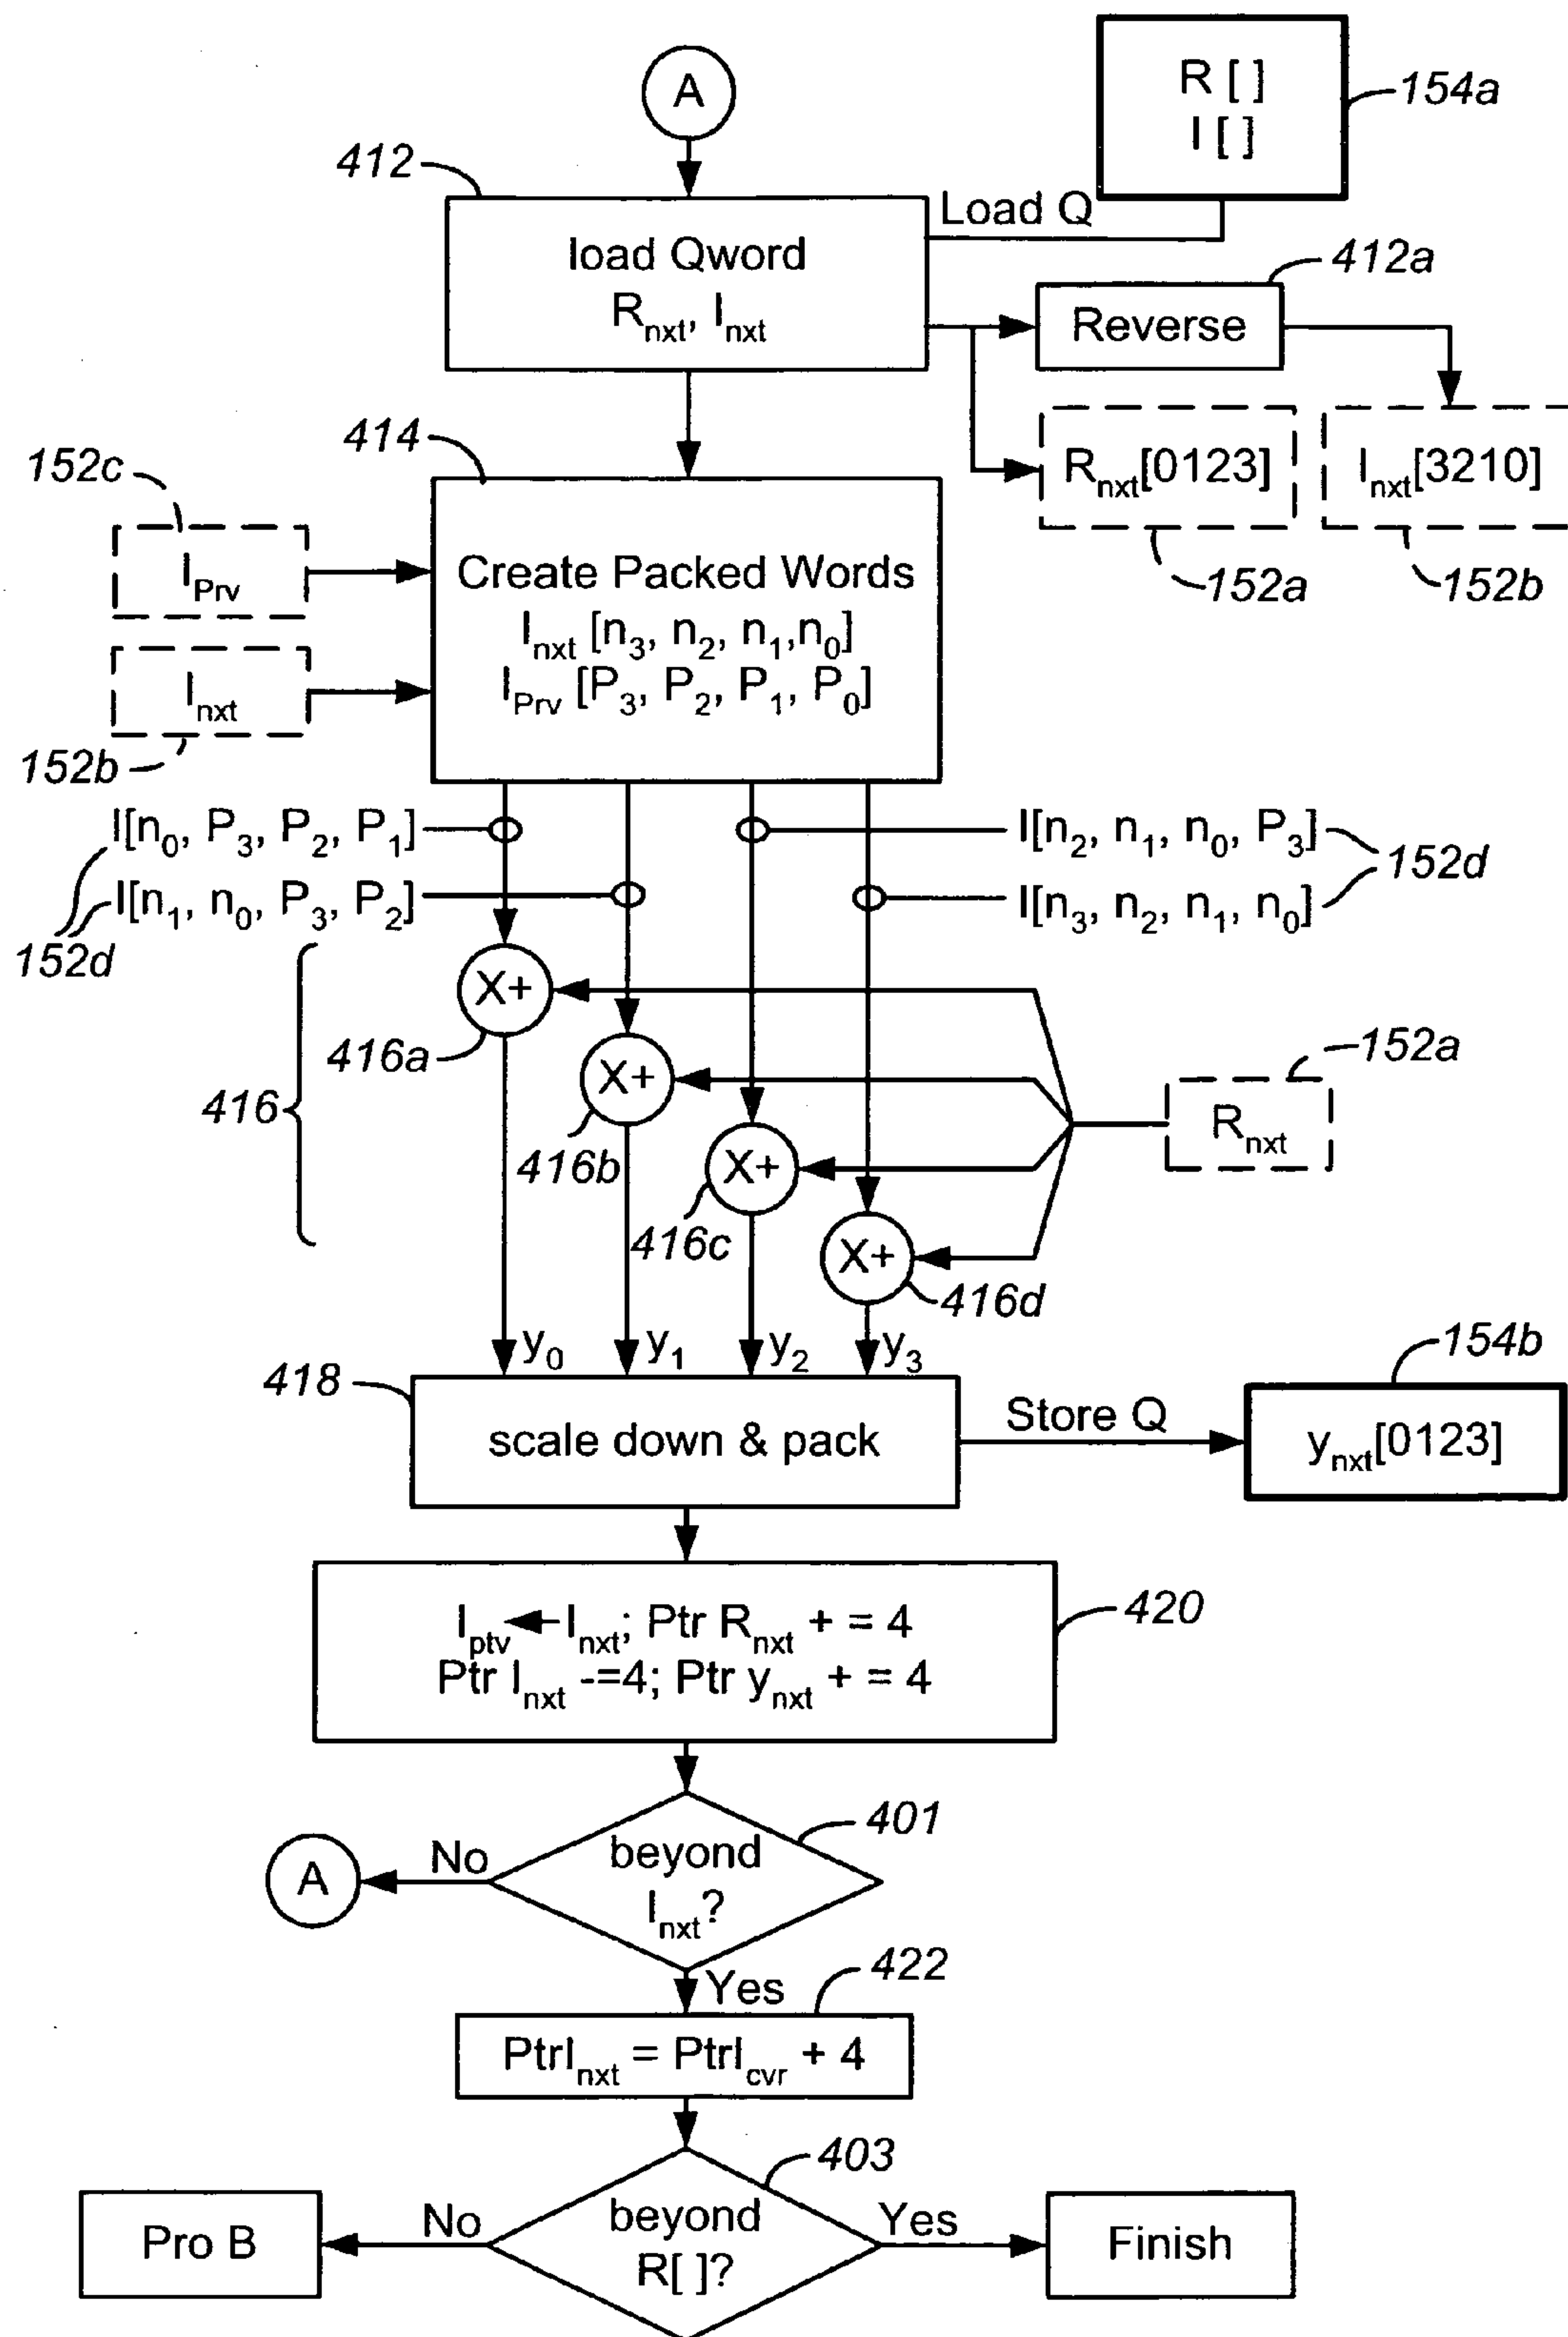 A
R [ ]
I [ ]
154a
412
Load Q
load Qword
Rnxt, Inxt
412a
Reverse
414
152c
Rnxt[0123]
Inxt[3210]
IPrv
Create Packed Words
152a
152b
Inxt [n3, n2, n1,n0]
Inxt
IPrv [P3, P2, P1, P0]
152b
I[n0, P3, P2, P1]
I[n2, n1, n0, P3]
152d
I[n1, n0, P3, P2]
I[n3, n2, n1, n0]
152d
X+
416a
152a
416
X+
Rnxt
416b
X+
416c
X+
416d
y0
y1
y2
y3
154b
418
scale down & pack
Store Q
ynxt[0123]
Iptv ← Inxt; Ptr Rnxt + = 4
420
Ptr Inxt -=4; Ptr ynxt + = 4
401
A
No
beyond
Inxt?
Yes
422
PtrInxt = PtrIcvr + 4
403
Pro B
No
beyond
R[ ]?
Yes
Finish